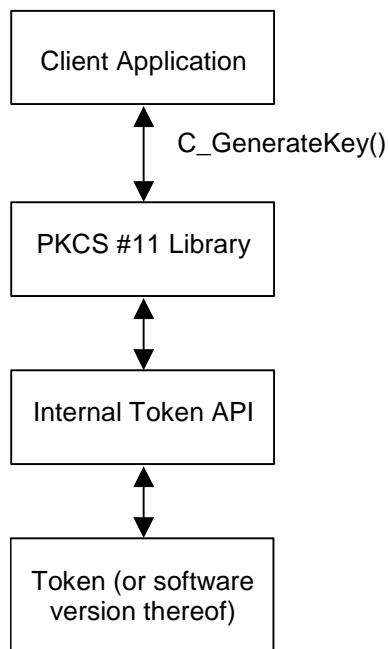 Client Application
C_GenerateKey()
PKCS #11 Library
Internal Token API
Token (or software
version thereof)